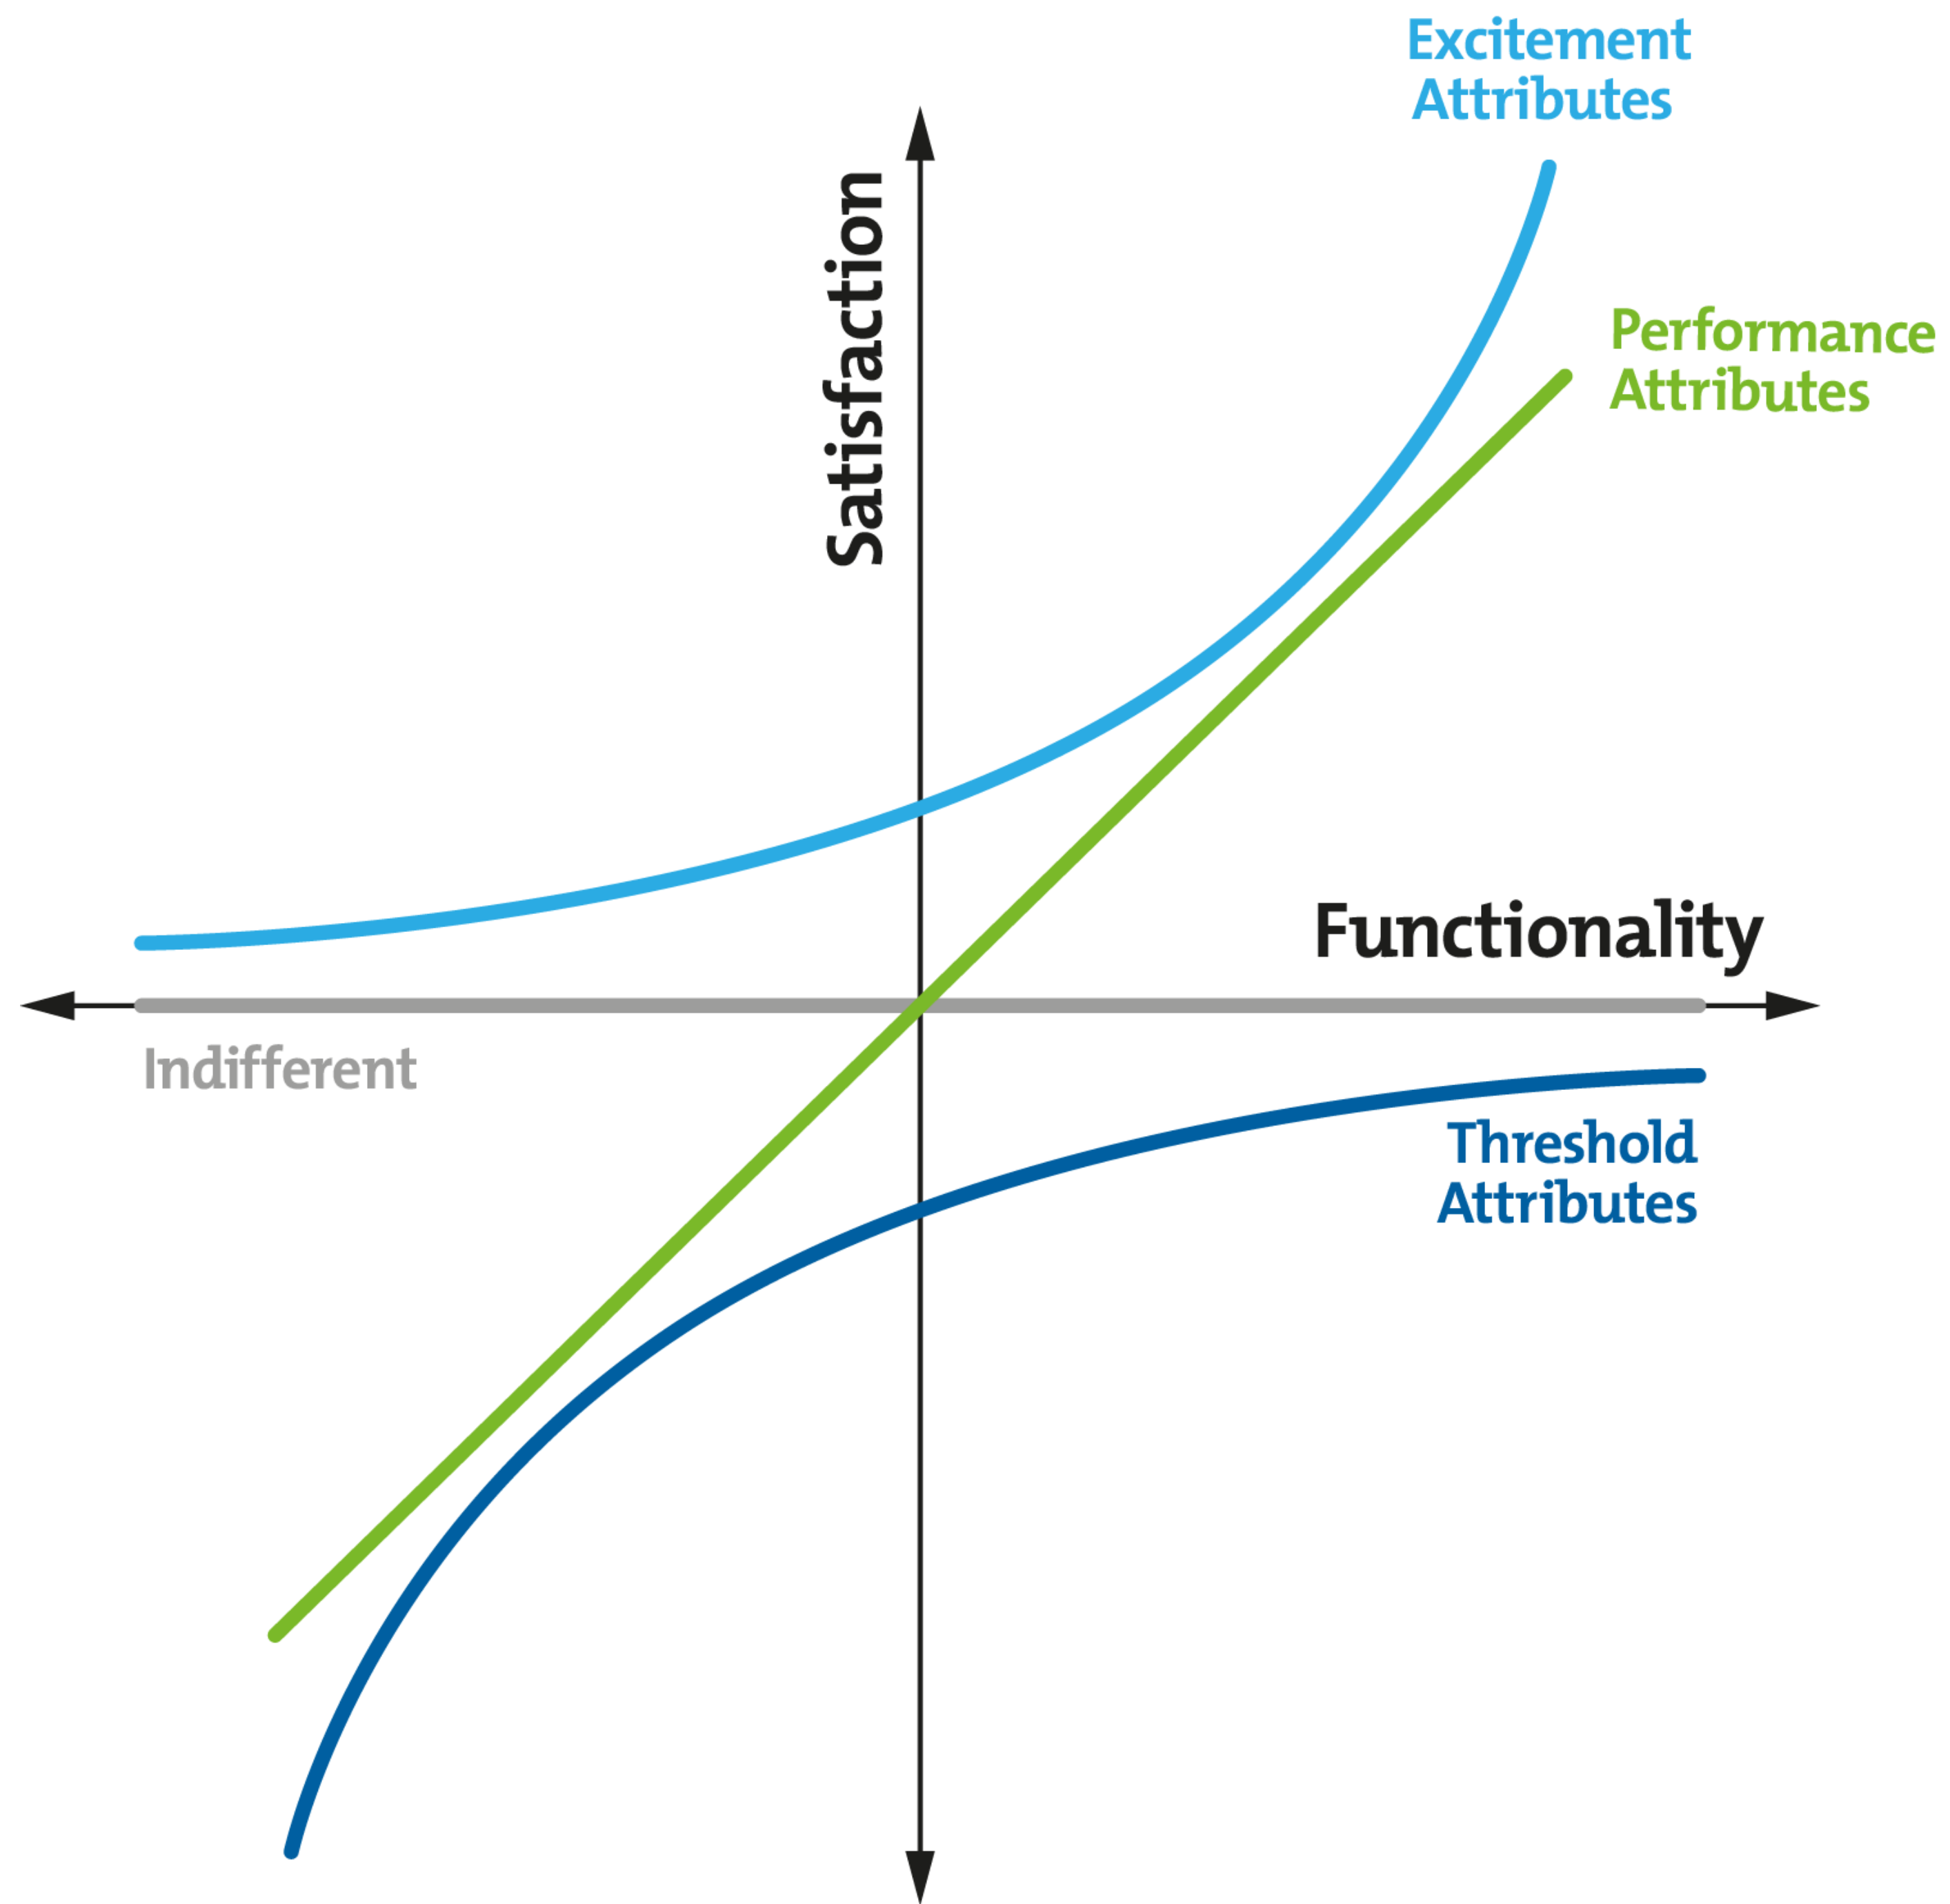 Excitement
Attributes
Satisfaction
Performance
Attributes
Functionality
Indifferent
Threshold
Attributes